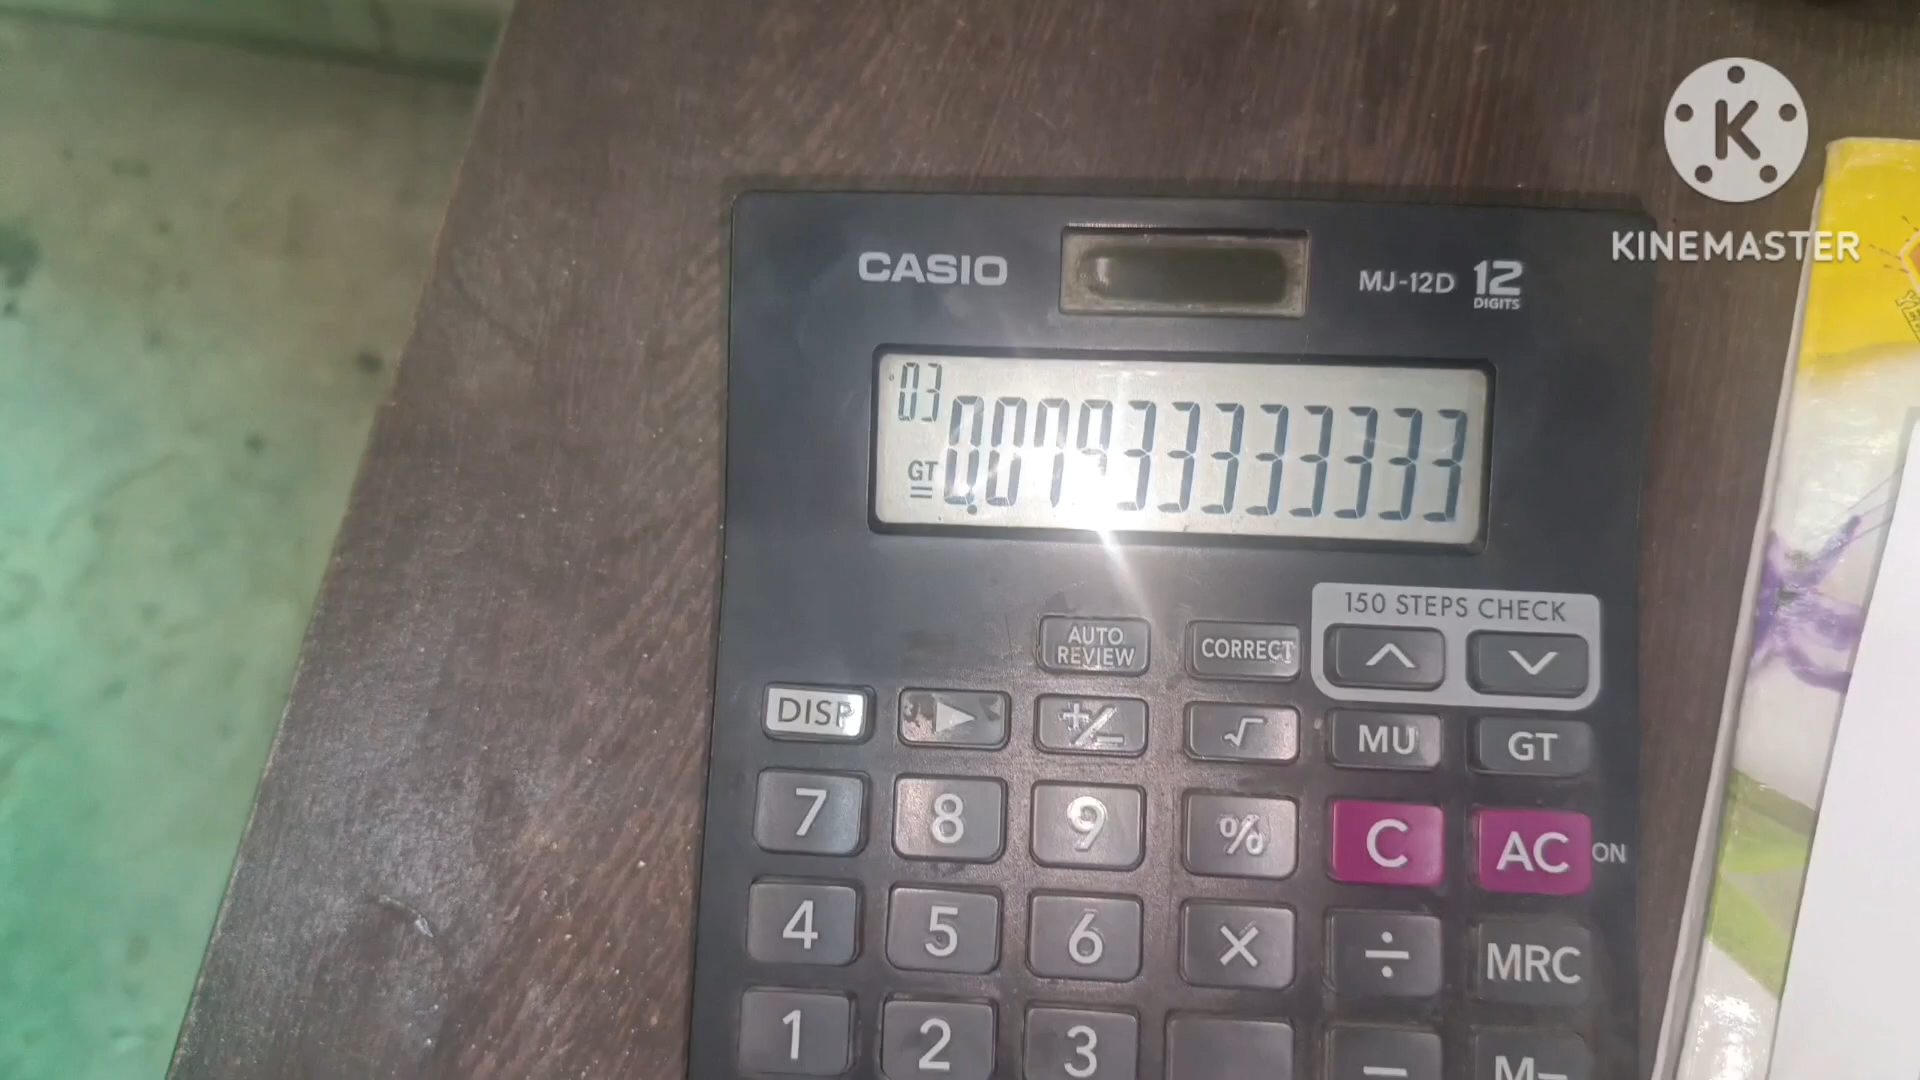 K
KINEMASTER
CASIO
MJ-12D 12
DIGITS
03
GT
=
0.00793333333
150 STEPS CHECK
AUTO
REVIEW
CORRECT
DISP
+/−
√
MU
GT
7
8
9
%
C
AC
ON
4
5
6
×
÷
MRC
1
2
3
−
M−